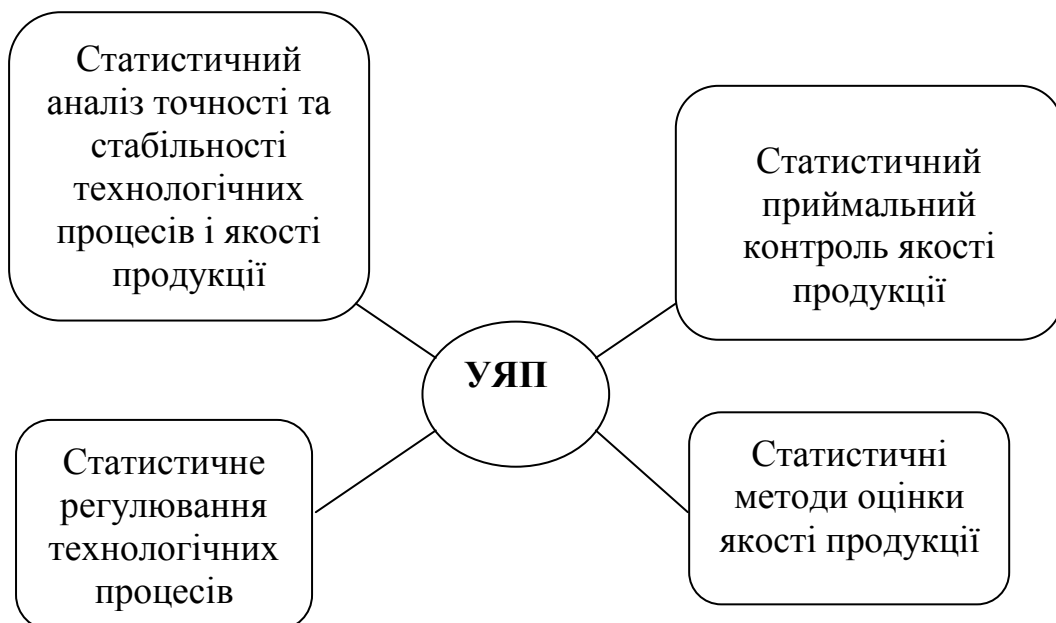 Статистичний
аналіз точності та
стабільності
технологічних
процесів і якості
продукції
Статистичний
приймальний
контроль якості
продукції
УЯП
Статистичне
регулювання
технологічних
процесів
Статистичні
методи оцінки
якості продукції